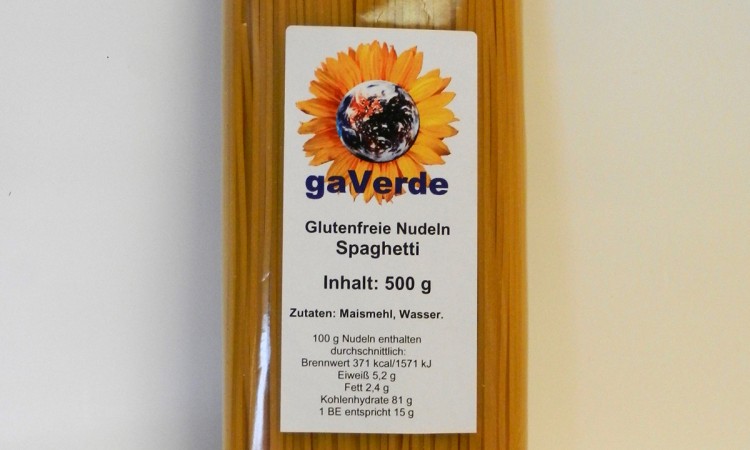 gaVerde
Glutenfreie Nudeln
Spaghetti
Inhalt: 500 g
Zutaten: Maismehl, Wasser.
100 g Nudeln enthalten
durchschnittlich:
Brennwert 371 kcal/1571 kJ
Eiweiß 5,2 g
Fett 2,4 g
Kohlenhydrate 81 g
1 BE entspricht 15 g